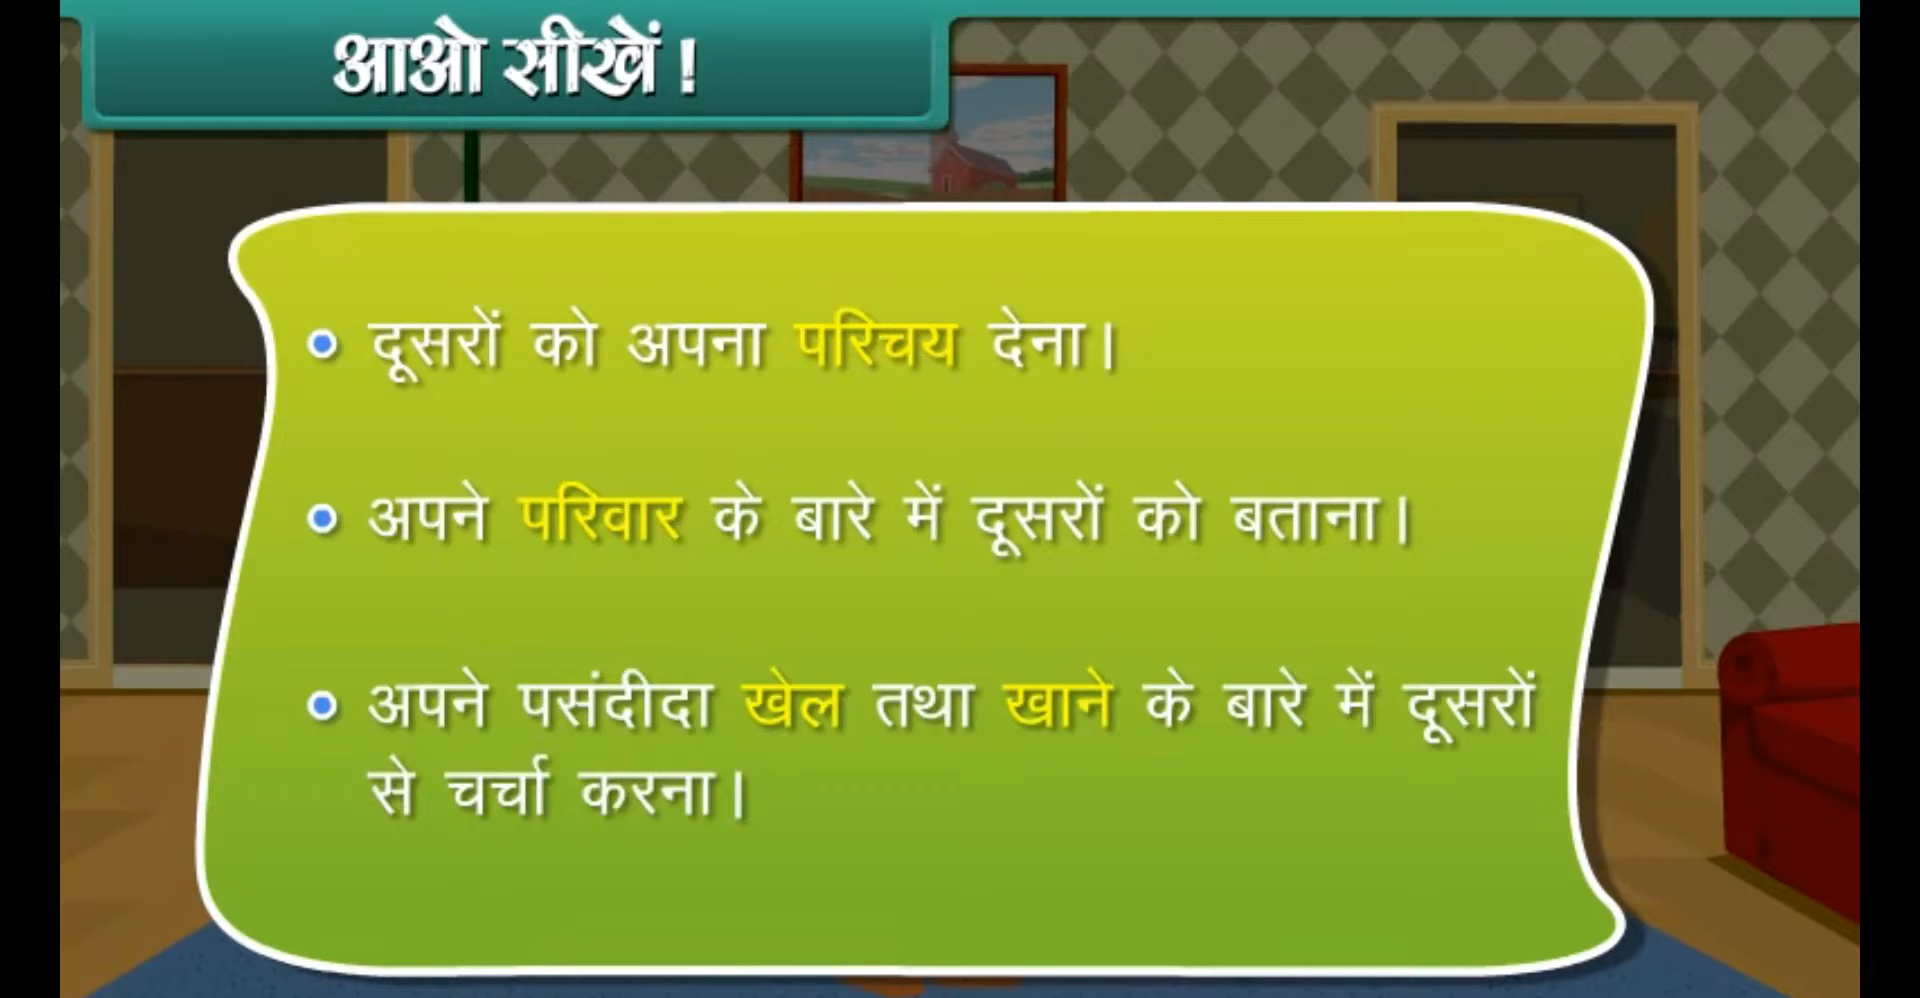 आओ सीखें !
• दूसरों को अपना परिचय देना।
• अपने परिवार के बारे में दूसरों को बताना।
• अपने पसंदीदा खेल तथा खाने के बारे में दूसरों
से चर्चा करना।